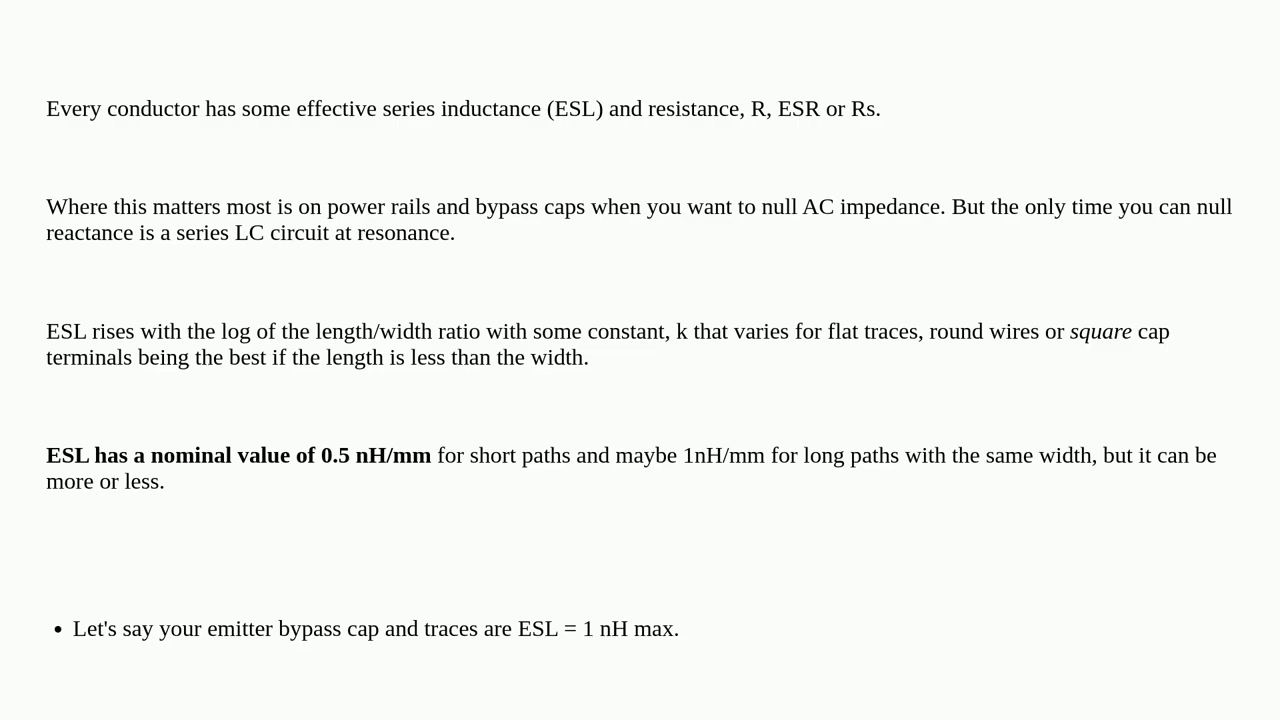 Every conductor has some effective series inductance (ESL) and resistance, R, ESR or Rs.
Where this matters most is on power rails and bypass caps when you want to null AC impedance. But the only time you can null
reactance is a series LC circuit at resonance.
ESL rises with the log of the length/width ratio with some constant, k that varies for flat traces, round wires or square cap
terminals being the best if the length is less than the width.
ESL has a nominal value of 0.5 nH/mm for short paths and maybe 1nH/mm for long paths with the same width, but it can be
more or less.
• Let's say your emitter bypass cap and traces are ESL = 1 nH max.